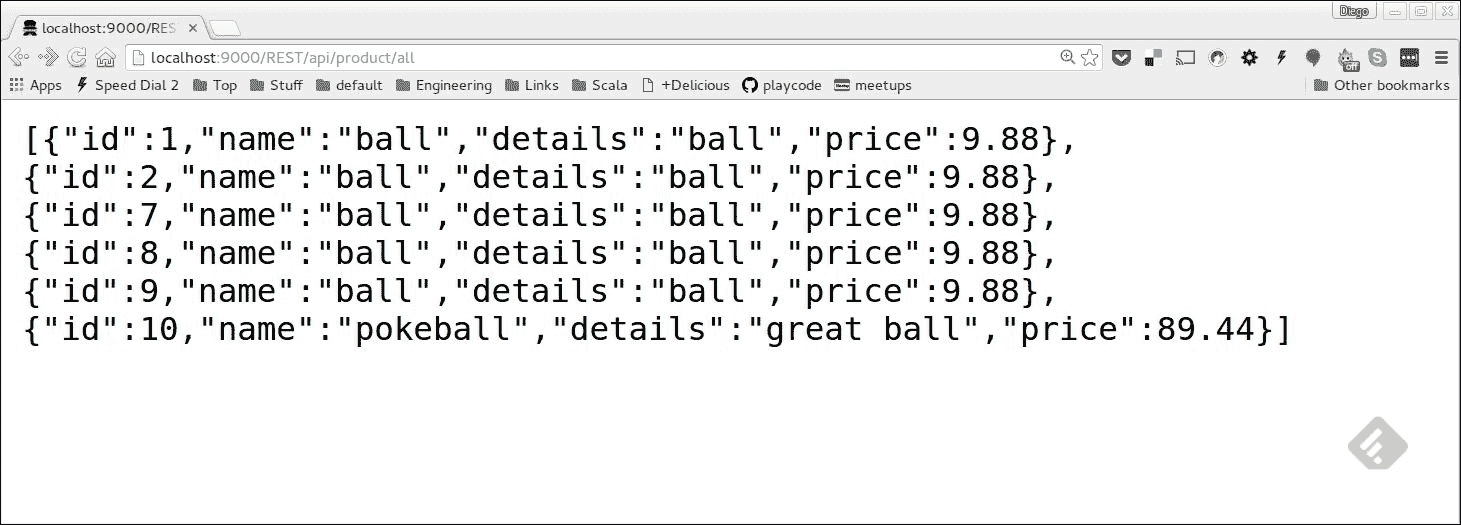 Diego
localhost:9000/RES
localhost:9000/REST/api/product/all
Apps Speed Dial 2 Top Stuff default Engineering Links Scala +Delicious playcode meetups Other bookmarks
[{"id":1,"name":"ball","details":"ball","price":9.88},
{"id":2,"name":"ball","details":"ball","price":9.88},
{"id":7,"name":"ball","details":"ball","price":9.88},
{"id":8,"name":"ball","details":"ball","price":9.88},
{"id":9,"name":"ball","details":"ball","price":9.88},
{"id":10,"name":"pokeball","details":"great ball","price":89.44}]